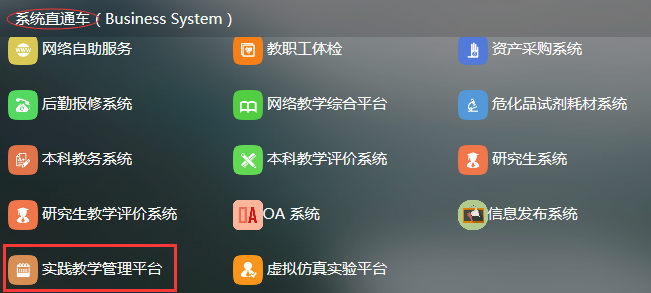 系统直通车 ( Business System )
网络自助服务 教职工体检 资产采购系统
后勤报修系统 网络教学综合平台 危化品试剂耗材系统
本科教务系统 本科教学评价系统 研究生系统
研究生教学评价系统 OA OA 系统 信息发布系统
实践教学管理平台 虚拟仿真实验平台